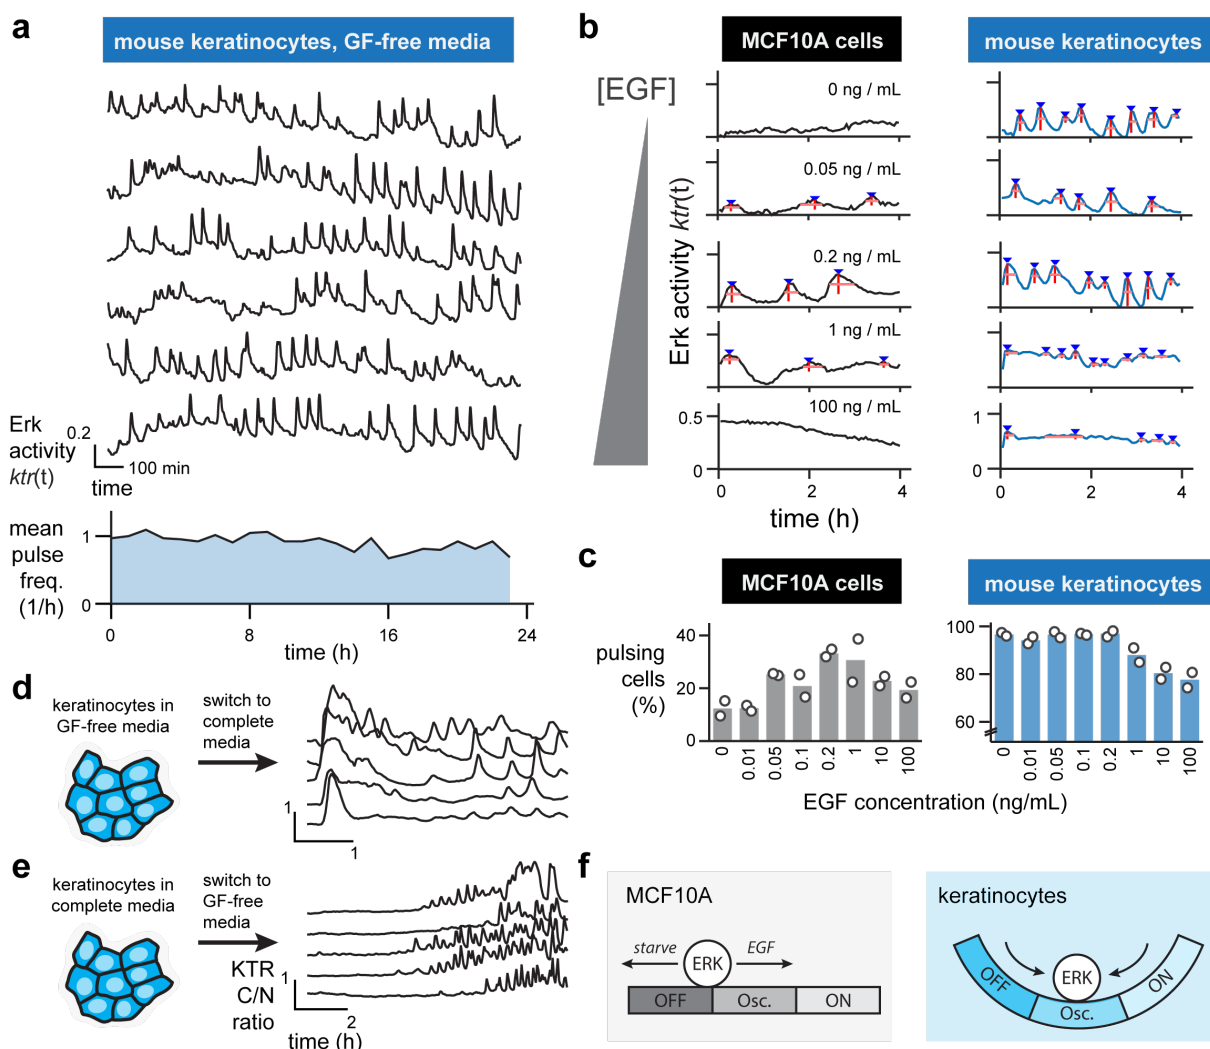 a
mouse keratinocytes, GF-free media
Erk
activity
ktr(t)
0.2
100 min
time
mean
pulse
freq.
(1/h)
1
0
0
8
16
24
time (h)
b
MCF10A cells
mouse keratinocytes
[EGF]
Erk activity ktr(t)
0 ng / mL
0.05 ng / mL
0.2 ng / mL
1 ng / mL
100 ng / mL
0.5
0
1
0
0
2
4
0
2
4
time (h)
c
MCF10A cells
mouse keratinocytes
pulsing
cells
(%)
40
20
0
100
80
60
0
0.01
0.05
0.1
0.2
1
10
100
0
0.01
0.05
0.1
0.2
1
10
100
EGF concentration (ng/mL)
d
keratinocytes in
GF-free media
switch to
complete
media
1
1
e
keratinocytes in
complete media
switch to
GF-free
media
KTR
C/N
ratio
1
2
time (h)
f
MCF10A
starve
ERK
EGF
OFF
Osc.
ON
keratinocytes
ERK
OFF
Osc.
ON